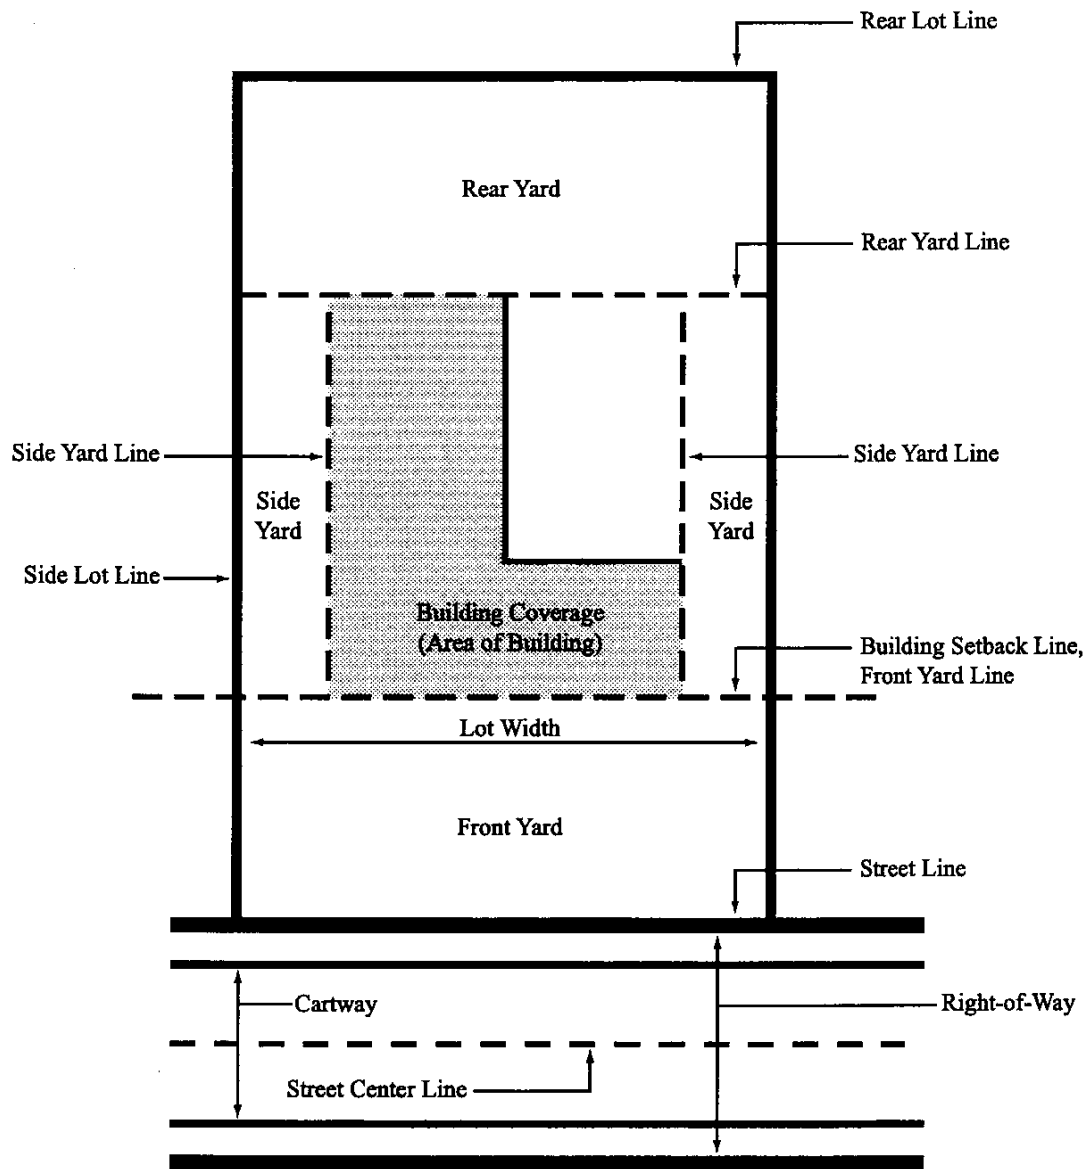 Rear Lot Line
Rear Yard
Rear Yard Line
Side Yard Line
Side Yard Line
Side
Yard
Side
Yard
Side Lot Line
Building Coverage
(Area of Building)
Building Setback Line,
Front Yard Line
Lot Width
Front Yard
Street Line
Cartway
Right-of-Way
Street Center Line